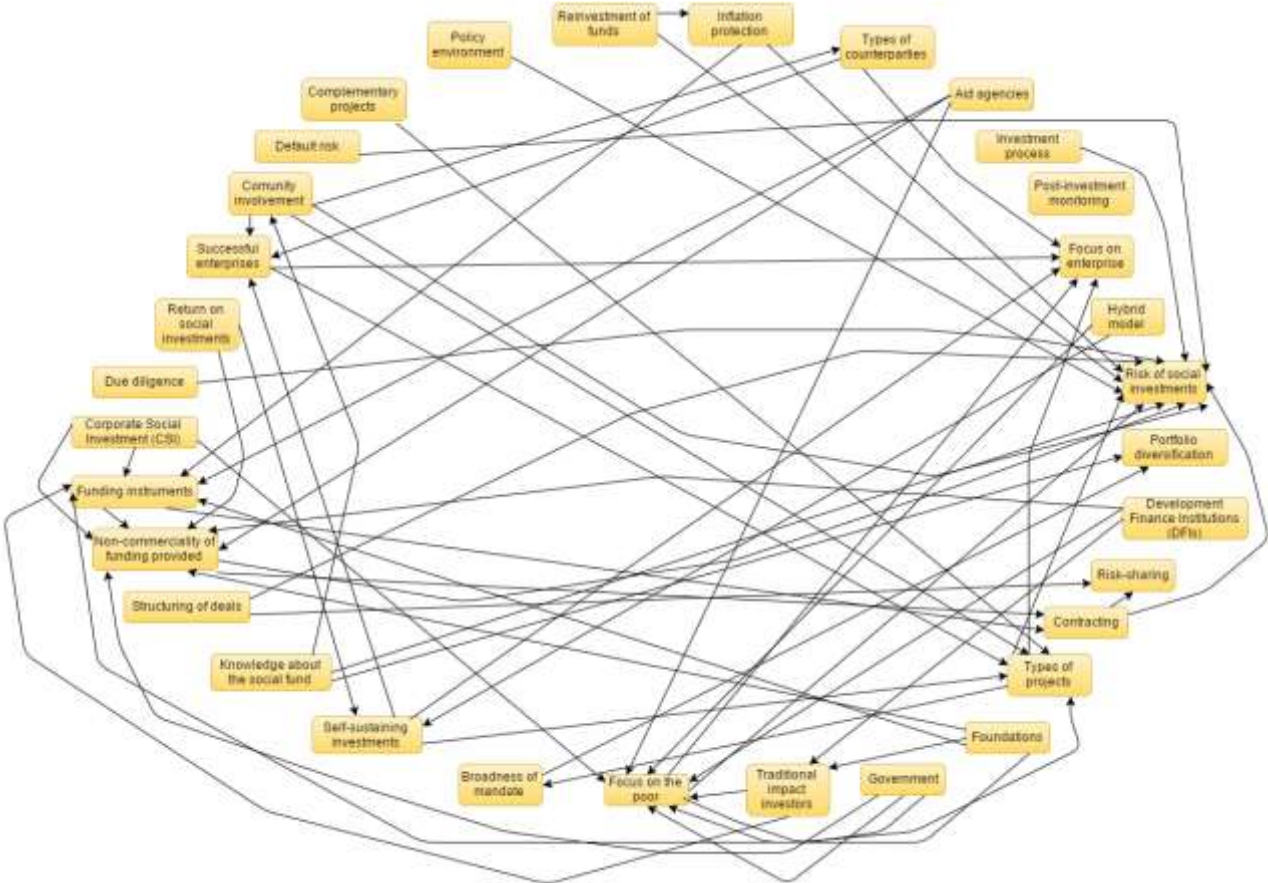 Reinvestment of
funds
Inflation
protection
Policy
environment
Types of
counterparties
Complementary
projects
Aid agencies
Default risk
Investment
process
Comunity
involvement
Post-investment
monitoring
Successful
enterprises
Focus on
enterprise
Return on
social
investments
Hybrid
model
Due diligence
Risk of social
investments
Corporate Social
Investment (CSI)
Portfolio
diversification
Funding instruments
Development
Finance Institutions
(DFIs)
Non-commerciality of
funding provided
Risk-sharing
Structuring of deals
Contracting
Knowledge about
the social fund
Types of
projects
Self-sustaining
investments
Foundations
Broadness of
mandate
Focus on the
poor
Traditional
impact
investors
Government